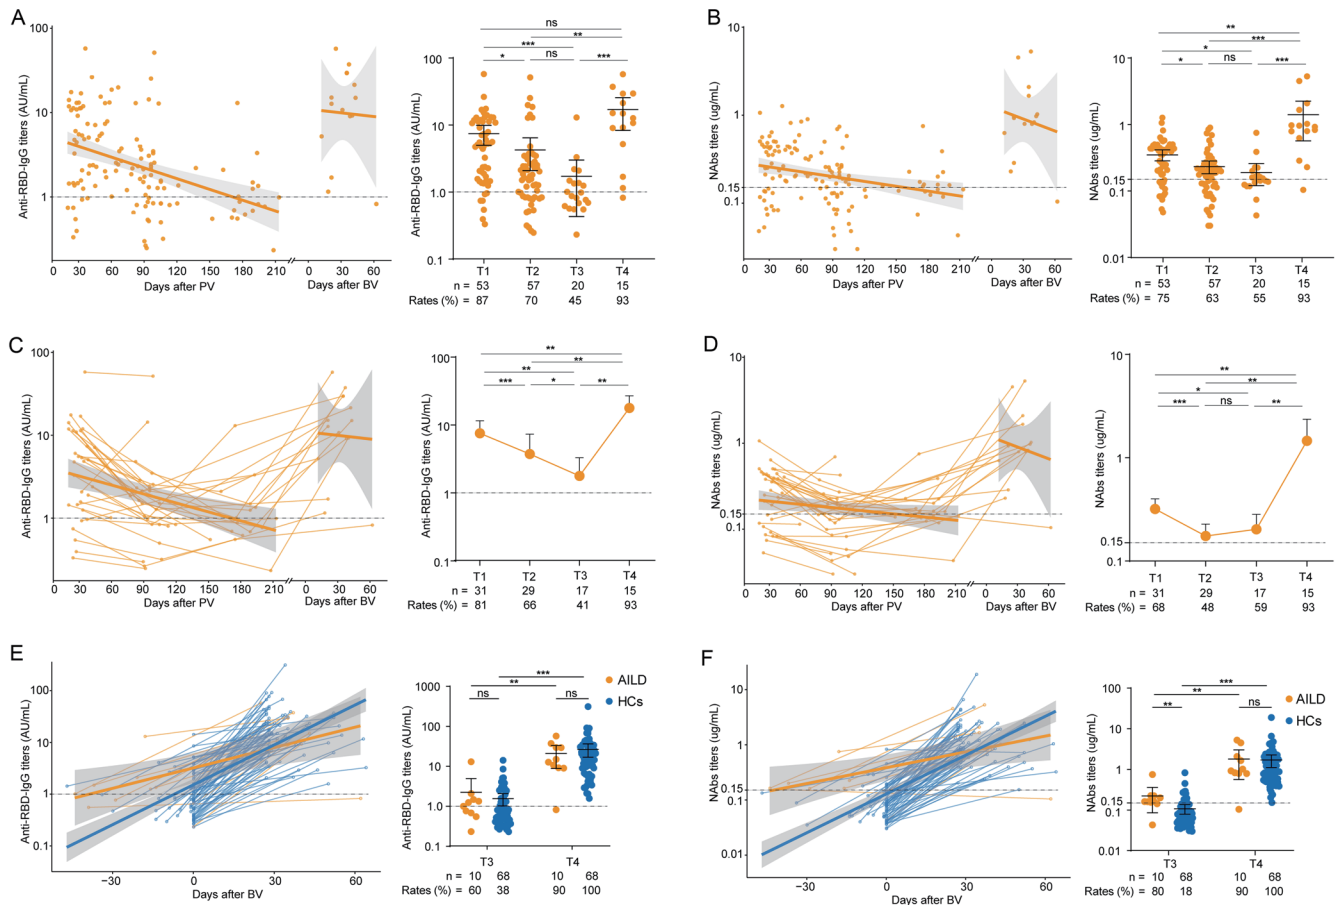 A
Anti-RBD-IgG titers (AU/mL)
100
10
1
0 30 60 90 120 150 180 210 0 30 60
Days after PV Days after BV
Anti-RBD-IgG titers (AU/mL)
ns
**
***
* ns ***
100
10
1.0
0.1
T1 T2 T3 T4
n = 53 57 20 15
Rates (%) = 87 70 45 93
B
NAbs titers (ug/mL)
10
1
0.15
0.1
0 30 60 90 120 150 180 210 0 30 60
Days after PV Days after BV
NAbs titers (ug/mL)
**
***
*
* ns ***
10
1
0.15
0.1
0.01
T1 T2 T3 T4
n = 53 57 20 15
Rates (%) = 75 63 55 93
C
Anti-RBD-IgG titers (AU/mL)
100
10
1
0.1
0 30 60 90 120 150 180 210 0 30 60
Days after PV Days after BV
Anti-RBD-IgG titers (AU/mL)
**
**
**
*** * **
100
10
1
0.1
T1 T2 T3 T4
n = 31 29 17 15
Rates (%) = 81 66 41 93
D
NAbs titers (ug/mL)
10
1
0.15
0.1
0 30 60 90 120 150 180 210 0 30 60
Days after PV Days after BV
NAbs titers (ug/mL)
**
**
*
*** ns **
10
1
0.15
0.1
T1 T2 T3 T4
n = 31 29 17 15
Rates (%) = 68 48 59 93
E
Anti-RBD-IgG titers (AU/mL)
100
10
1
0.1
−30 0 30 60
Days after BV
Anti-RBD-IgG titers (AU/mL)
***
**
ns ns
AILD
HCs
1000
100
10
1.0
0.1
T3 T4
n = 10 68 10 68
Rates (%) = 60 38 90 100
F
NAbs titers (ug/mL)
10
1
0.15
0.1
0.01
−30 0 30 60
Days after BV
NAbs titers (ug/mL)
***
**
** ns
AILD
HCs
100
10
1
0.15
0.1
0.01
T3 T4
n = 10 68 10 68
Rates (%) = 80 18 90 100